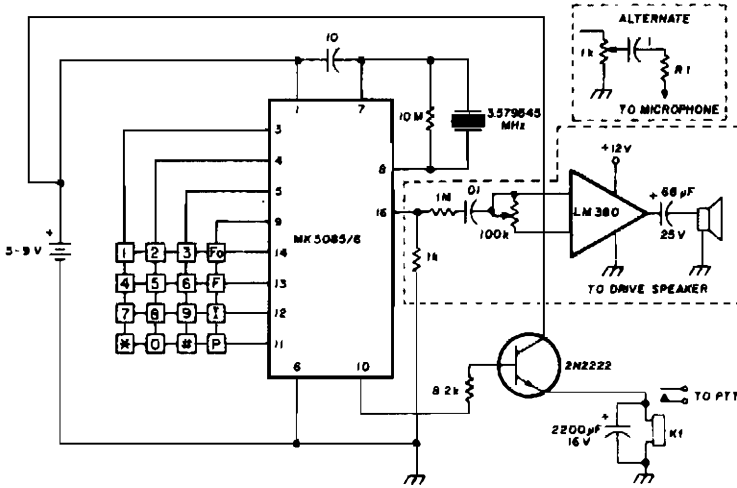 ALTERNATE
1k
1
R1
TO MICROPHONE
10
1
7
10M
3.579545
MHz
3
4
5
9
14
13
12
11
8
16
6
10
MK5085/6
5-9 V
+
1 2 3 Fo
4 5 6 F
7 8 9 I
* 0 # P
1M
.01
100k
1k
+12V
LM380
+
68 µF
25V
TO DRIVE SPEAKER
8.2k
2N2222
TO PTT
+
2200µF
16V
K1